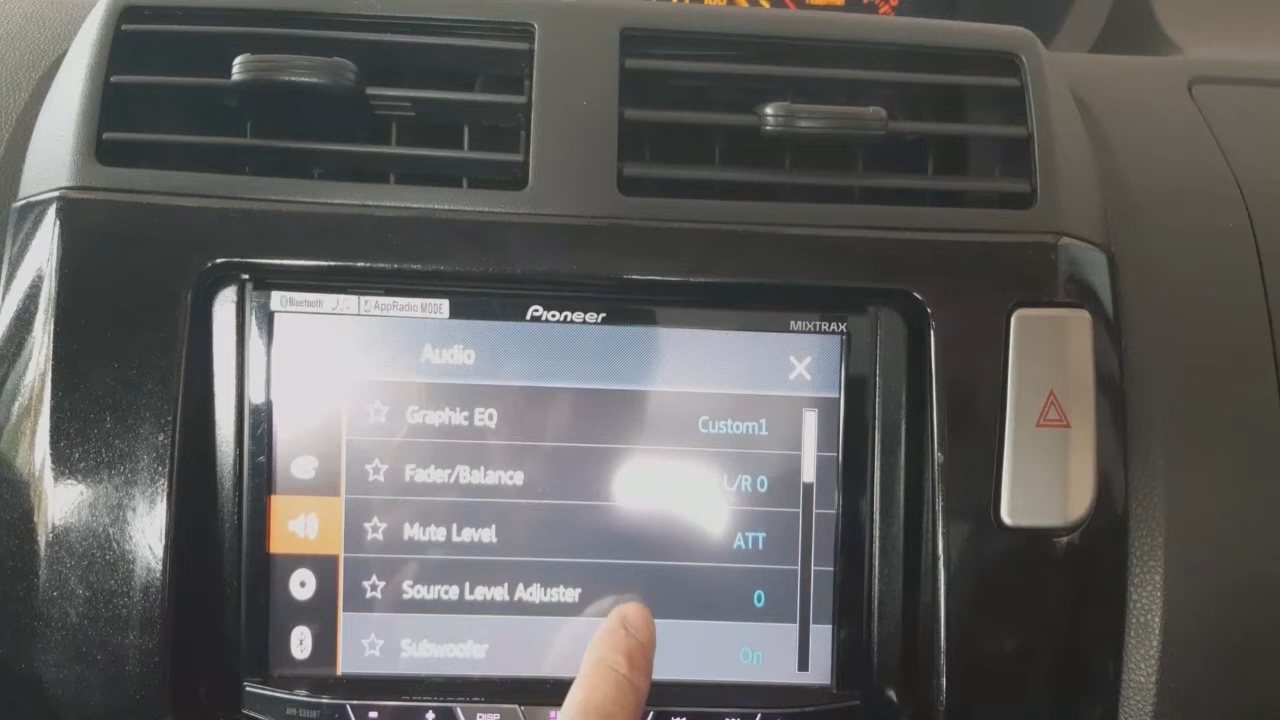 Bluetooth
AppRadio MODE
Pioneer
MIXTRAX
Audio
Graphic EQ Custom1
Fader/Balance L/R 0
Mute Level ATT
Source Level Adjuster 0
Subwoofer On
DISP